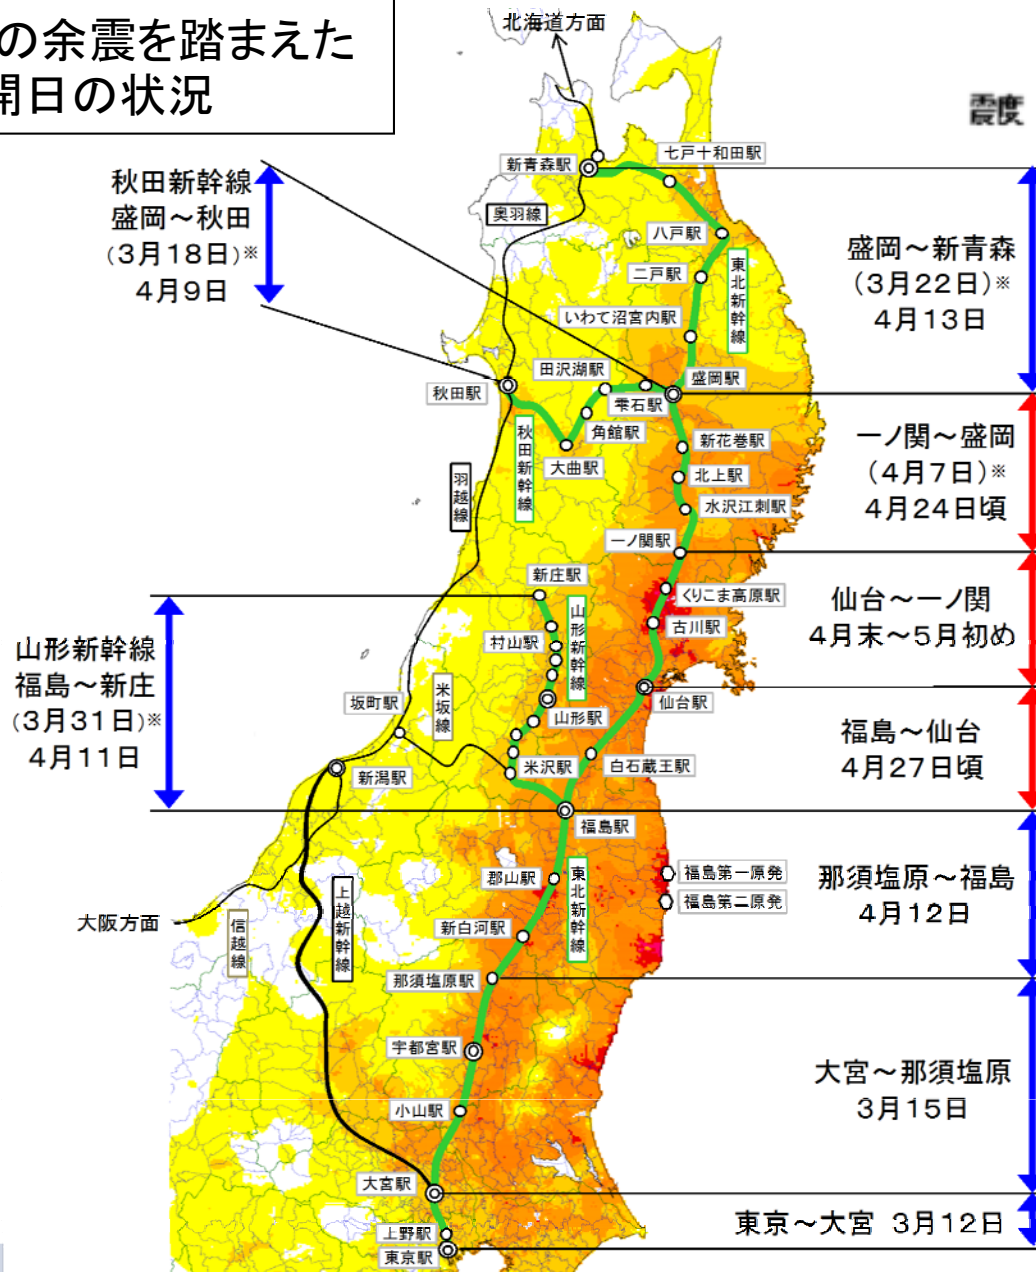 の余震を踏まえた
開日の状況
北海道方面
震度
新青森駅
七戸十和田駅
奥羽線
八戸駅
二戸駅
東北新幹線
いわて沼宮内駅
田沢湖駅
盛岡駅
秋田駅
雫石駅
角館駅
秋田新幹線
大曲駅
新花巻駅
北上駅
羽越線
水沢江刺駅
一ノ関駅
新庄駅
くりこま高原駅
山形新幹線
古川駅
村山駅
坂町駅
米坂線
仙台駅
山形駅
米沢駅
白石蔵王駅
新潟駅
福島駅
郡山駅
東北新幹線
福島第一原発
福島第二原発
上越新幹線
大阪方面
信越線
新白河駅
那須塩原駅
宇都宮駅
小山駅
大宮駅
上野駅
東京駅
秋田新幹線
盛岡～秋田
(3月18日)※
4月9日
山形新幹線
福島～新庄
(3月31日)※
4月11日
盛岡～新青森
(3月22日)※
4月13日
一ノ関～盛岡
(4月7日)※
4月24日頃
仙台～一ノ関
4月末～5月初め
福島～仙台
4月27日頃
那須塩原～福島
4月12日
大宮～那須塩原
3月15日
東京～大宮 3月12日